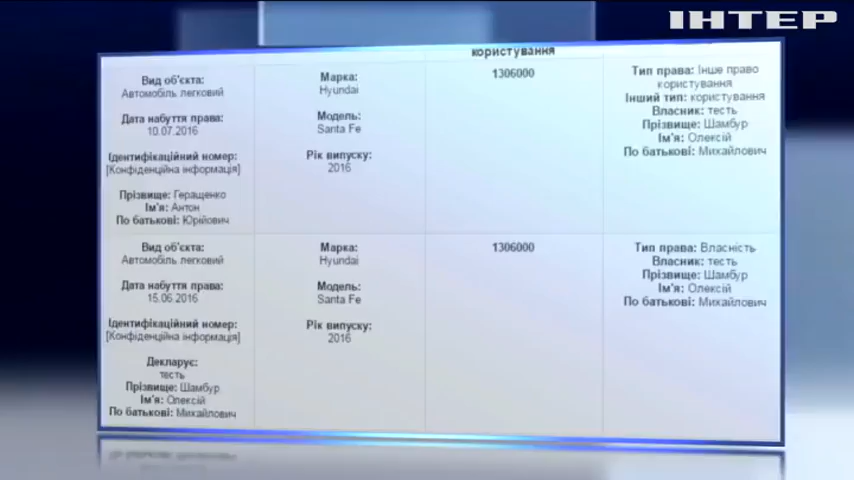 ІНТЕР
користування
Вид об'єкта:
Автомобіль легковий
Дата набуття права:
10.07.2016
Ідентифікаційний номер:
[Конфіденційна інформація]
Прізвище: Геращенко
Ім'я: Антон
По батькові: Юрійович
Марка:
Hyundai
Модель:
Santa Fe
Рік випуску:
2016
1306000
Тип права: Інше право
користування
Інший тип: користування
Власник: тесть
Прізвище: Шамбур
Ім'я: Олексій
По батькові: Михайлович
Вид об'єкта:
Автомобіль легковий
Дата набуття права:
15.06.2016
Ідентифікаційний номер:
[Конфіденційна інформація]
Декларує:
тесть
Прізвище: Шамбур
Ім'я: Олексій
По батькові: Михайлович
Марка:
Hyundai
Модель:
Santa Fe
Рік випуску:
2016
1306000
Тип права: Власність
Власник: тесть
Прізвище: Шамбур
Ім'я: Олексій
По батькові: Михайлович